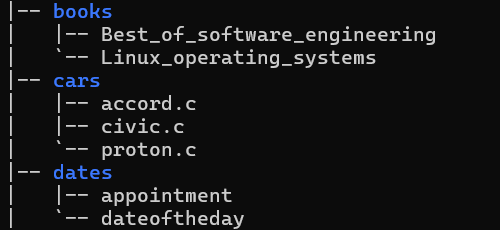 |-- books
|   |-- Best_of_software_engineering
|   `-- Linux_operating_systems
|-- cars
|   |-- accord.c
|   |-- civic.c
|   `-- proton.c
|-- dates
|   |-- appointment
|   `-- dateoftheday